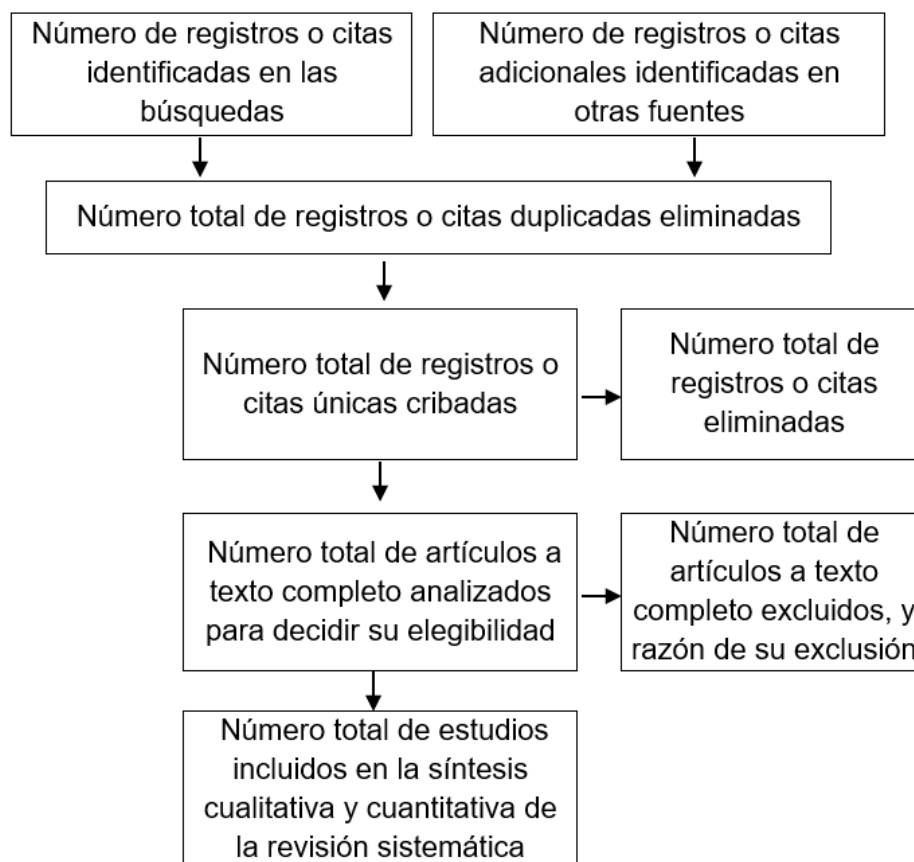 Número de registros o citas
identificadas en las
búsquedas
Número de registros o citas
adicionales identificadas en
otras fuentes
Número total de registros o citas duplicadas eliminadas
Número total de registros o
citas únicas cribadas
Número total de
registros o citas
eliminadas
Número total de artículos a
texto completo analizados
para decidir su elegibilidad
Número total de
artículos a texto
completo excluidos, y
razón de su exclusión
Número total de estudios
incluidos en la síntesis
cualitativa y cuantitativa de
la revisión sistemática